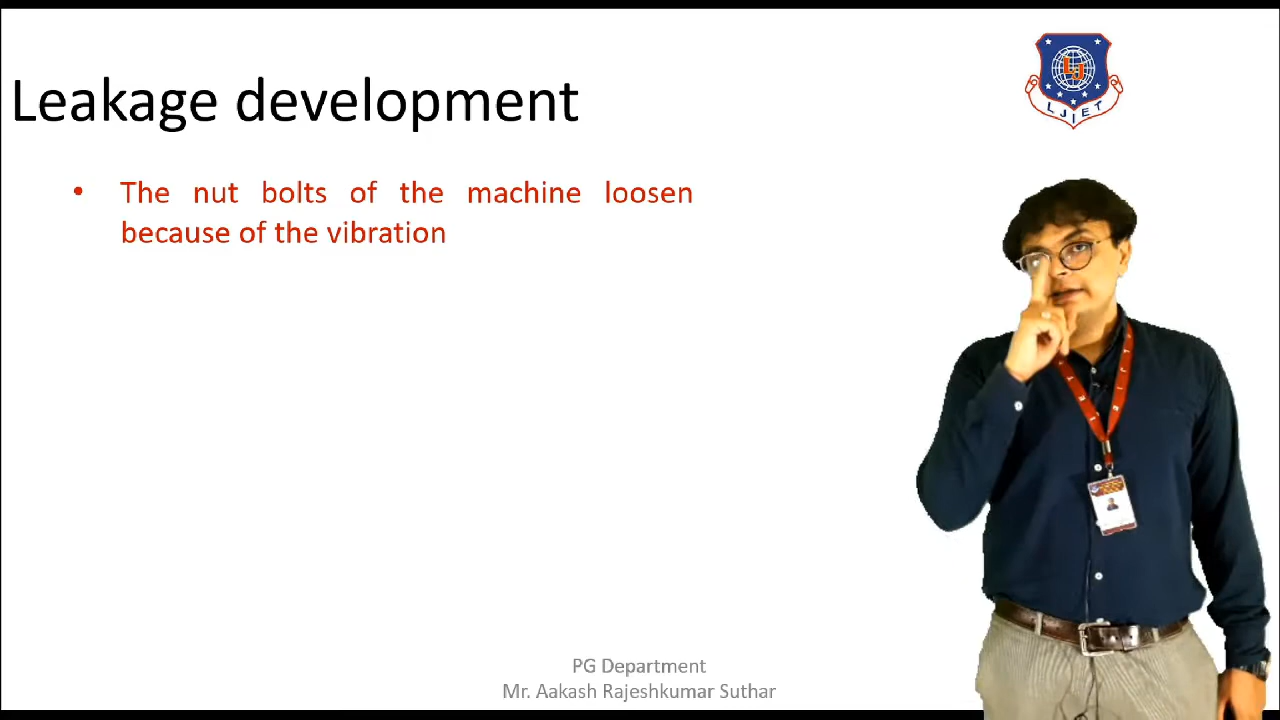 LJIET
Leakage development
• The nut bolts of the machine loosen
because of the vibration
PG Department
Mr. Aakash Rajeshkumar Suthar